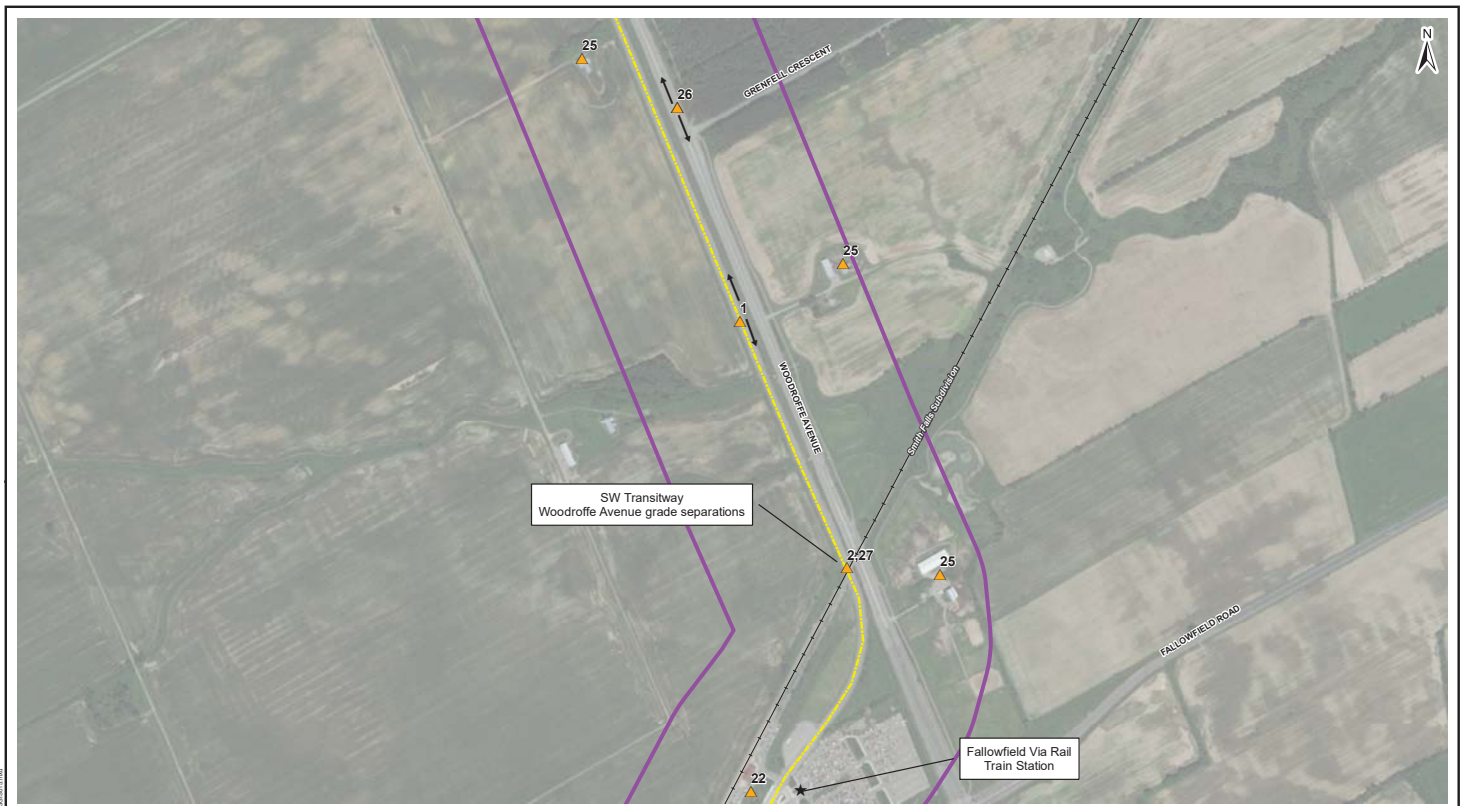 N
25
GRENFELL CRESCENT
26
25
1
WOODROFFE AVENUE
Smith Falls Subdivision
SW Transitway
Woodroffe Avenue grade separations
2,27
25
FALLOWFIELD ROAD
Fallowfield Via Rail
Train Station
22